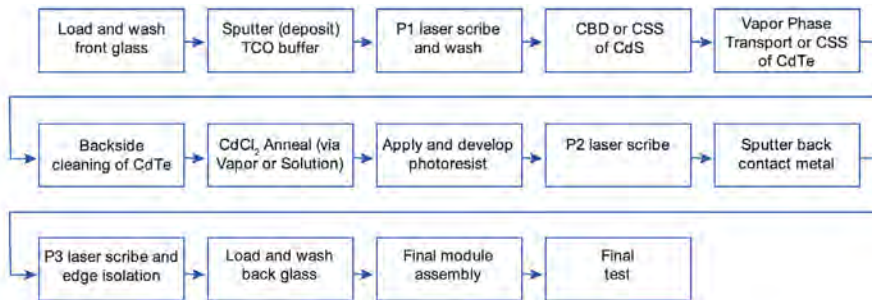 Load and wash
front glass
Sputter (deposit)
TCO buffer
P1 laser scribe
and wash
CBD or CSS
of CdS
Vapor Phase
Transport or CSS
of CdTe
Backside
cleaning of CdTe
CdCl₂ Anneal (via
Vapor or Solution)
Apply and develop
photoresist
P2 laser scribe
Sputter back
contact metal
P3 laser scribe and
edge isolation
Load and wash
back glass
Final module
assembly
Final
test